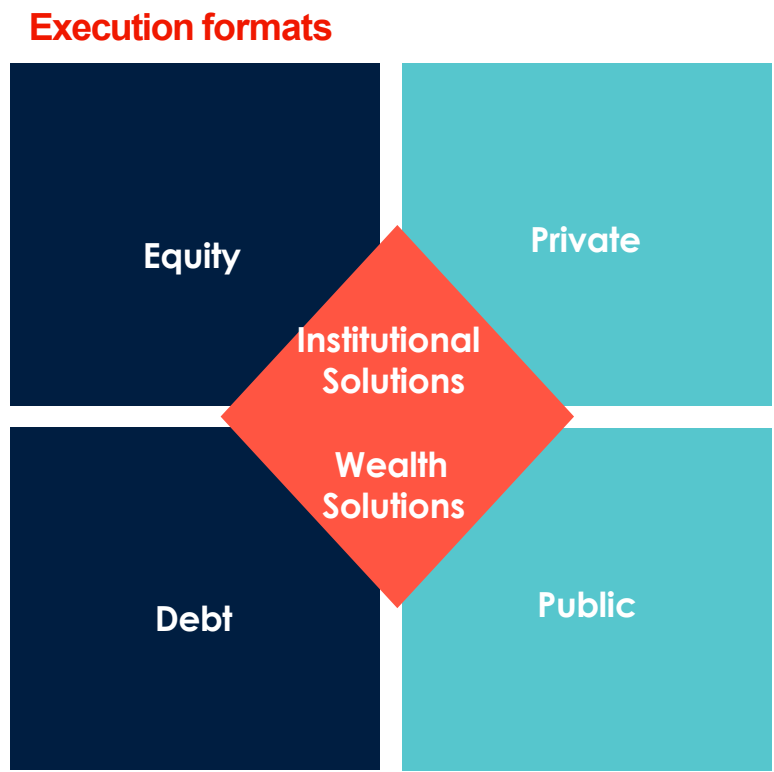 Execution formats
Equity
Private
Institutional
Solutions
Wealth
Solutions
Debt
Public